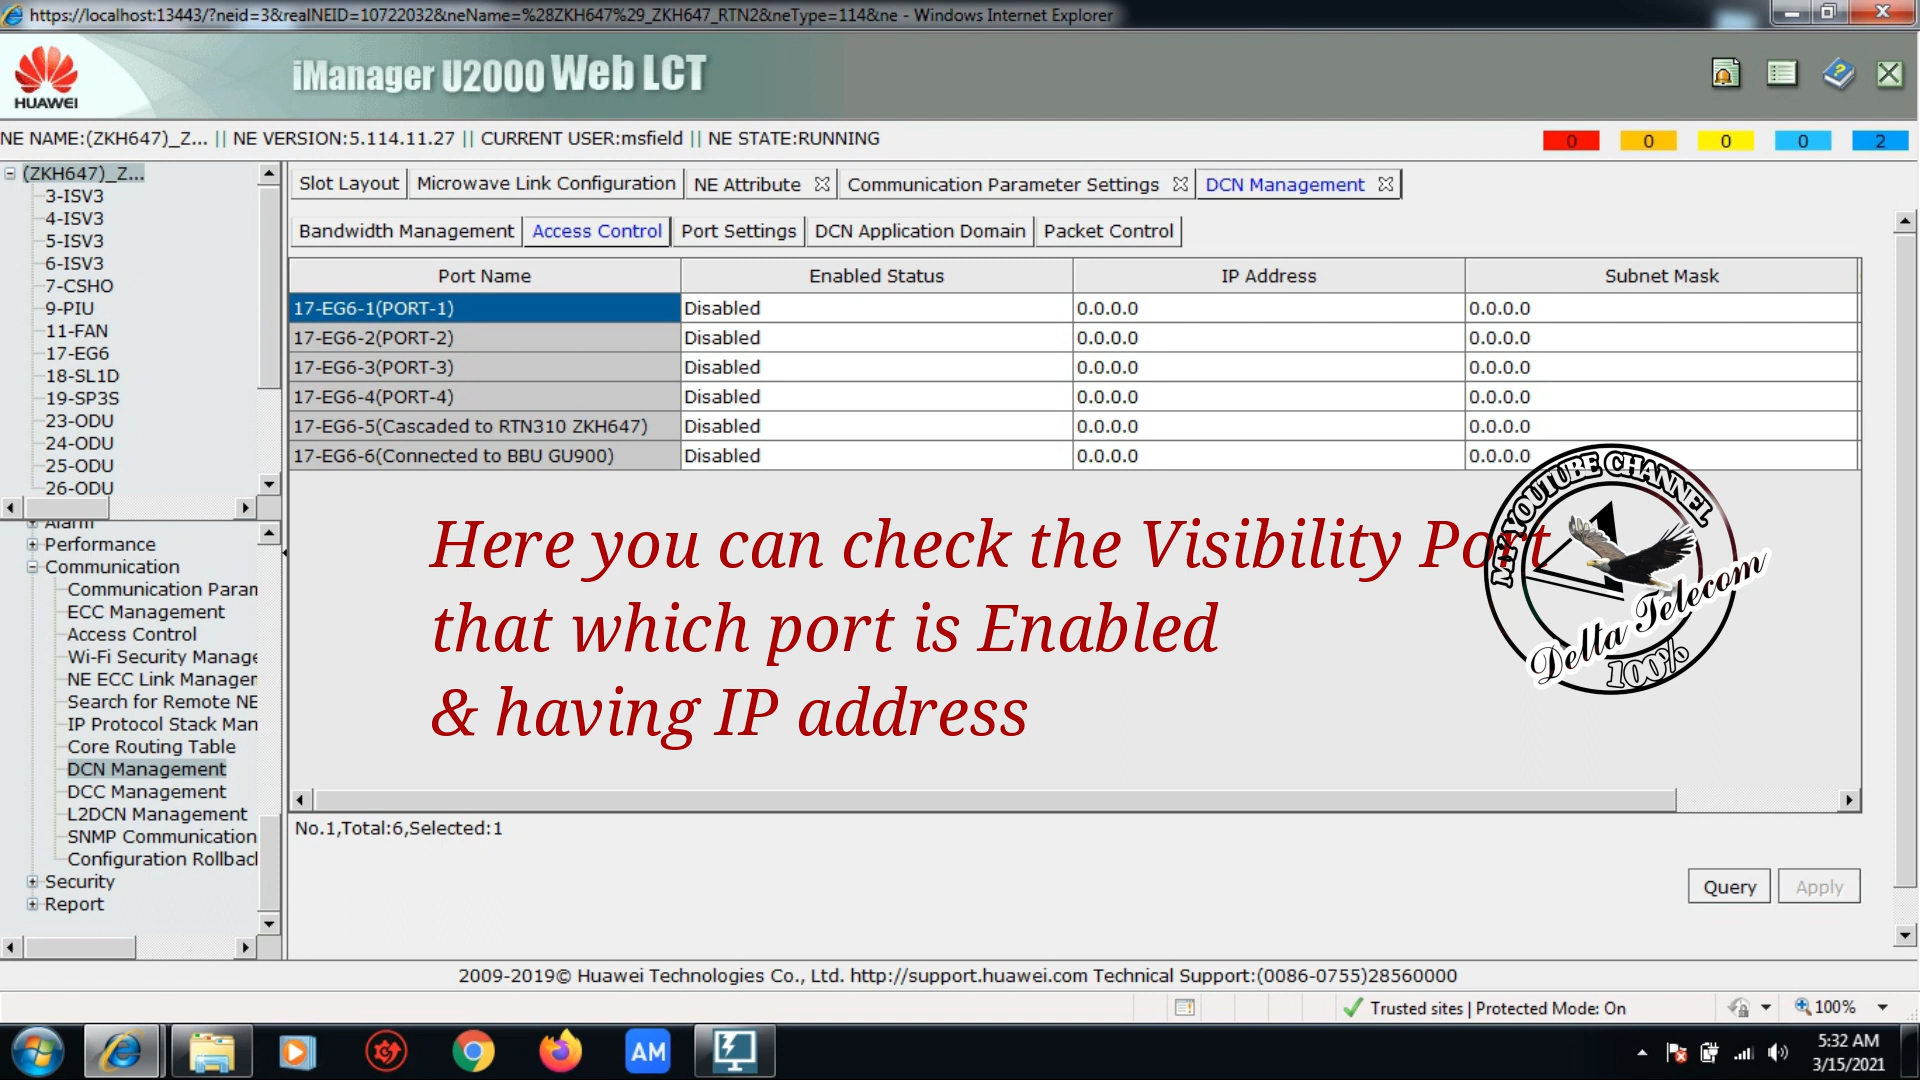 https://localhost:13443/?neid=3&realNEID=10722032&neName=%28ZKH647%29_ZKH647_RTN2&neType=114&ne - Windows Internet Explorer
HUAWEI
iManager U2000 Web LCT
NE NAME:(ZKH647)_Z... || NE VERSION:5.114.11.27 || CURRENT USER:msfield || NE STATE:RUNNING
0 0 0 0 2
(ZKH647)_Z...
3-ISV3
4-ISV3
5-ISV3
6-ISV3
7-CSHO
9-PIU
11-FAN
17-EG6
18-SL1D
19-SP3S
23-ODU
24-ODU
25-ODU
26-ODU
Alarm
Performance
Communication
Communication Param
ECC Management
Access Control
Wi-Fi Security Manage
NE ECC Link Manager
Search for Remote NE
IP Protocol Stack Man
Core Routing Table
DCN Management
DCC Management
L2DCN Management
SNMP Communication
Configuration Rollbac
Security
Report
Slot Layout Microwave Link Configuration NE Attribute Communication Parameter Settings DCN Management
Bandwidth Management Access Control Port Settings DCN Application Domain Packet Control
Port Name Enabled Status IP Address Subnet Mask
17-EG6-1(PORT-1) Disabled 0.0.0.0 0.0.0.0
17-EG6-2(PORT-2) Disabled 0.0.0.0 0.0.0.0
17-EG6-3(PORT-3) Disabled 0.0.0.0 0.0.0.0
17-EG6-4(PORT-4) Disabled 0.0.0.0 0.0.0.0
17-EG6-5(Cascaded to RTN310 ZKH647) Disabled 0.0.0.0 0.0.0.0
17-EG6-6(Connected to BBU GU900) Disabled 0.0.0.0 0.0.0.0
Here you can check the Visibility Port
that which port is Enabled
& having IP address
MY YOUTUBE CHANNEL
Delta Telecom
100%
No.1,Total:6,Selected:1
Query Apply
2009-2019© Huawei Technologies Co., Ltd. http://support.huawei.com Technical Support:(0086-0755)28560000
Trusted sites | Protected Mode: On
100%
AM
5:32 AM
3/15/2021